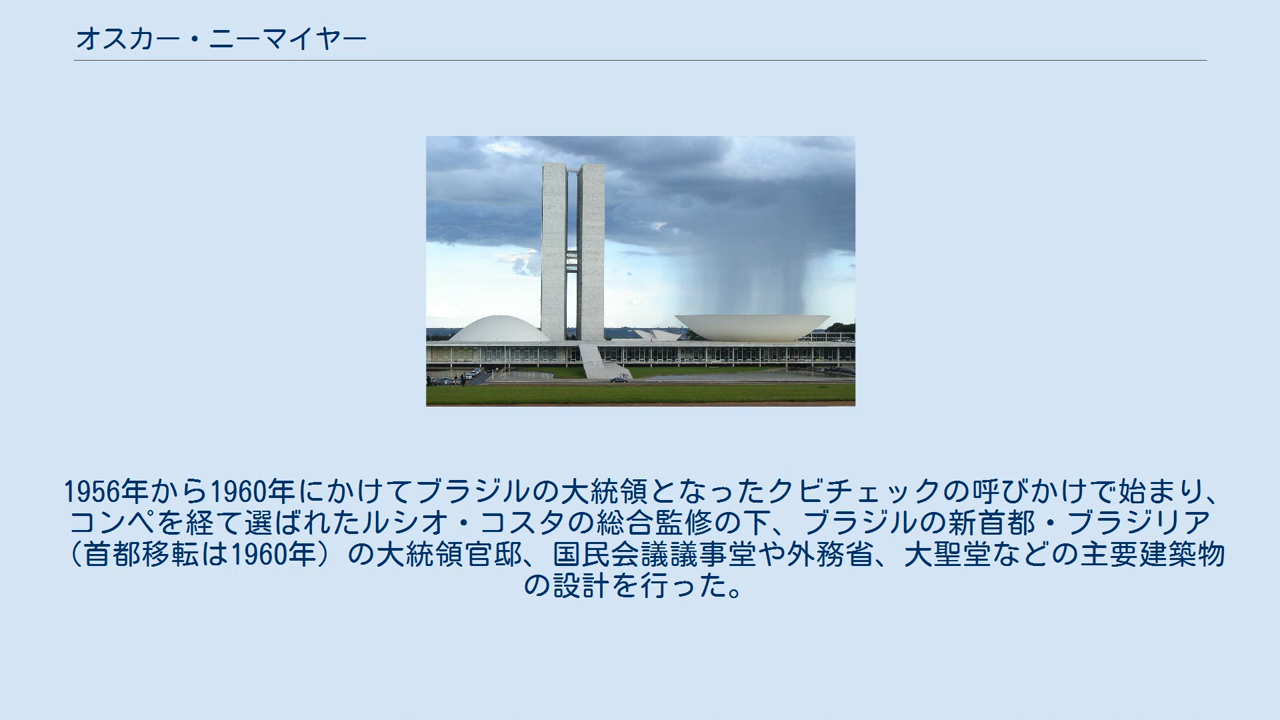 オスカー・ニーマイヤー
1956年から1960年にかけてブラジルの大統領となったクビチェックの呼びかけで始まり、
コンペを経て選ばれたルシオ・コスタの総合監修の下、ブラジルの新首都・ブラジリア
（首都移転は1960年）の大統領官邸、国民会議議事堂や外務省、大聖堂などの主要建築物
の設計を行った。